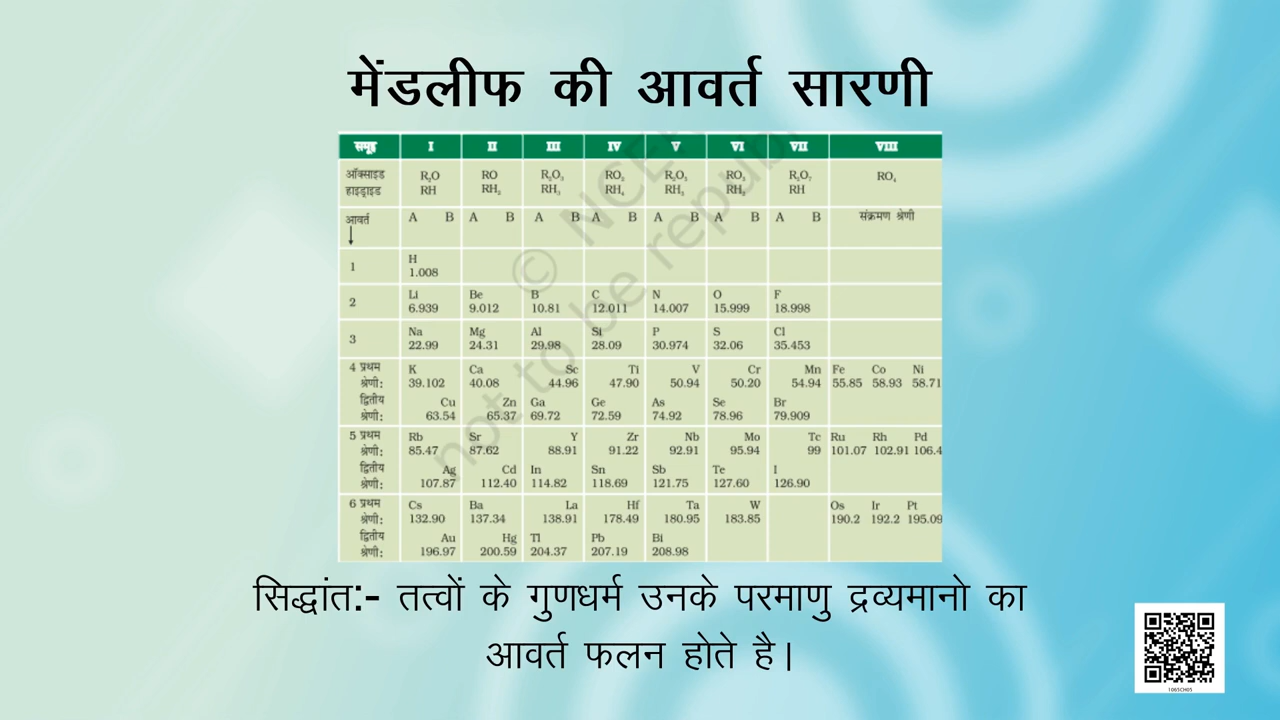 मेंडलीफ की आवर्त सारणी
समूह I II III IV V VI VII VIII
ऑक्साइड R₂O RO R₂O₃ RO₂ R₂O₅ RO₃ R₂O₇ RO₄
हाइड्राइड RH RH₂ RH₃ RH₄ RH₃ RH₂ RH
आवर्त A B A B A B A B A B A B A B संक्रमण श्रेणी
↓
H
1
1.008
Li Be B C N O F
2
6.939 9.012 10.81 12.011 14.007 15.999 18.998
Na Mg Al Si P S Cl
3
22.99 24.31 29.98 28.09 30.974 32.06 35.453
4 प्रथम K Ca Sc Ti V Cr Mn Fe Co Ni
श्रेणी: 39.102 40.08 44.96 47.90 50.94 50.20 54.94 55.85 58.93 58.71
द्वितीय Cu Zn Ga Ge As Se Br
श्रेणी: 63.54 65.37 69.72 72.59 74.92 78.96 79.909
5 प्रथम Rb Sr Y Zr Nb Mo Tc Ru Rh Pd
श्रेणी: 85.47 87.62 88.91 91.22 92.91 95.94 99 101.07 102.91 106.4
द्वितीय Ag Cd In Sn Sb Te I
श्रेणी: 107.87 112.40 114.82 118.69 121.75 127.60 126.90
6 प्रथम Cs Ba La Hf Ta W Os Ir Pt
श्रेणी: 132.90 137.34 138.91 178.49 180.95 183.85 190.2 192.2 195.09
द्वितीय Au Hg Tl Pb Bi
श्रेणी: 196.97 200.59 204.37 207.19 208.98
© NCE
not to be republ
सिद्धांत:- तत्वों के गुणधर्म उनके परमाणु द्रव्यमानो का
आवर्त फलन होते है।
1065CH05